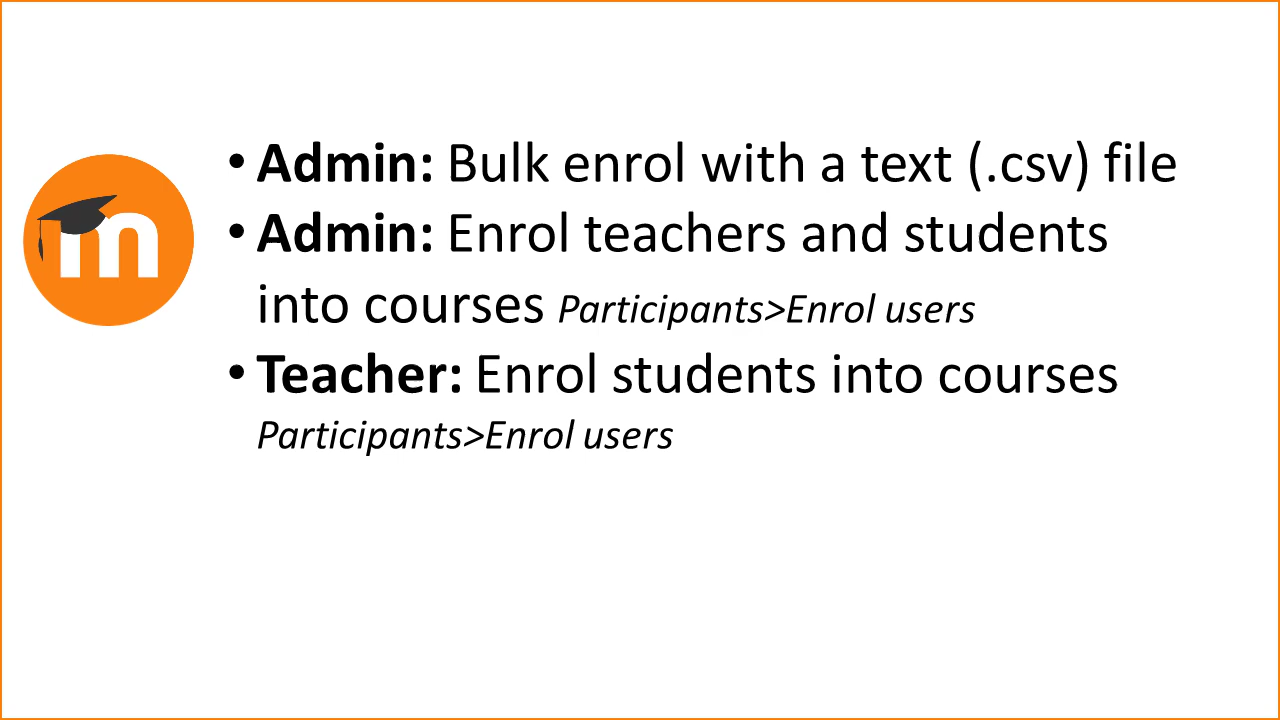 • Admin: Bulk enrol with a text (.csv) file
• Admin: Enrol teachers and students
into courses Participants>Enrol users
• Teacher: Enrol students into courses
Participants>Enrol users
m